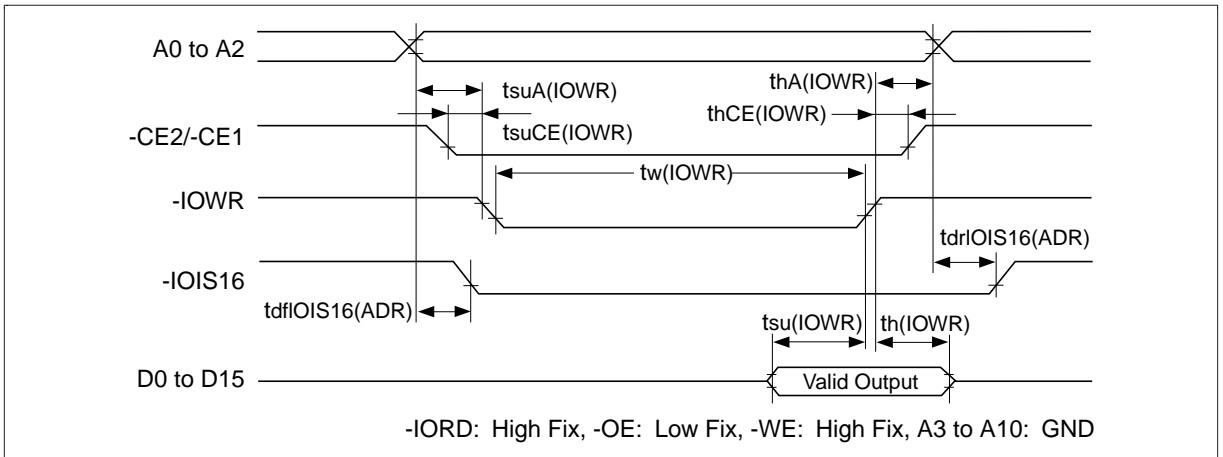 A0 to A2
tsuA(IOWR)
thA(IOWR)
-CE2/-CE1
tsuCE(IOWR)
thCE(IOWR)
tw(IOWR)
-IOWR
tdrIOIS16(ADR)
-IOIS16
tdfIOIS16(ADR)
tsu(IOWR)
th(IOWR)
D0 to D15
Valid Output
-IORD: High Fix, -OE: Low Fix, -WE: High Fix, A3 to A10: GND